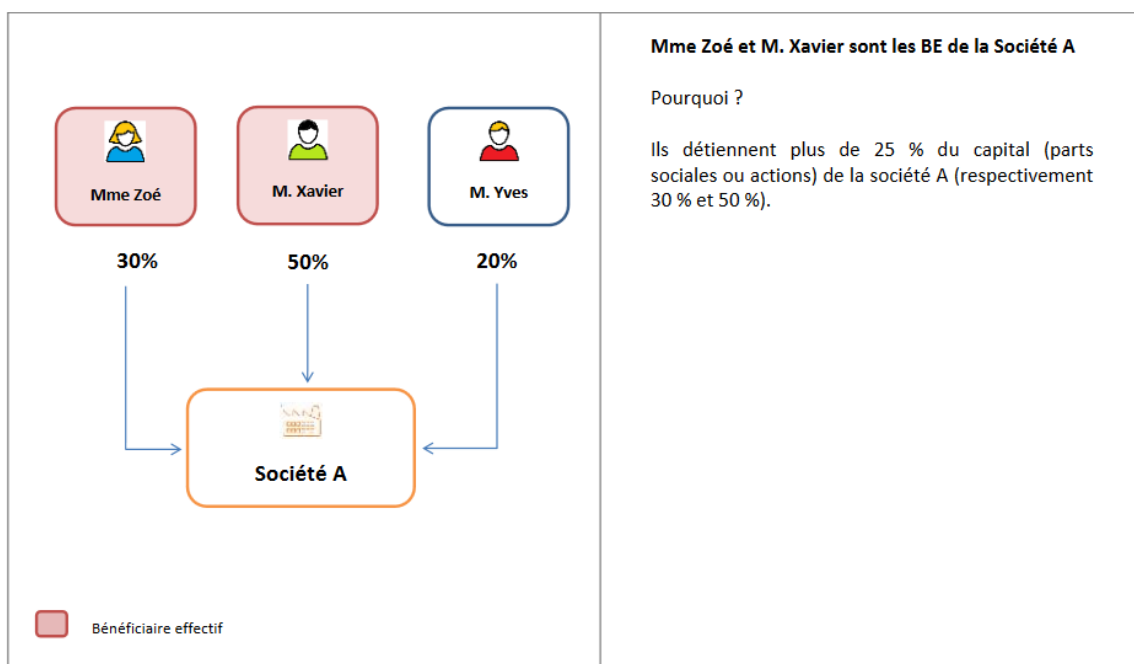 Mme Zoé
M. Xavier
M. Yves
30%
50%
20%
Société A
Bénéficiaire effectif
Mme Zoé et M. Xavier sont les BE de la Société A
Pourquoi ?
Ils détiennent plus de 25 % du capital (parts
sociales ou actions) de la société A (respectivement
30 % et 50 %).